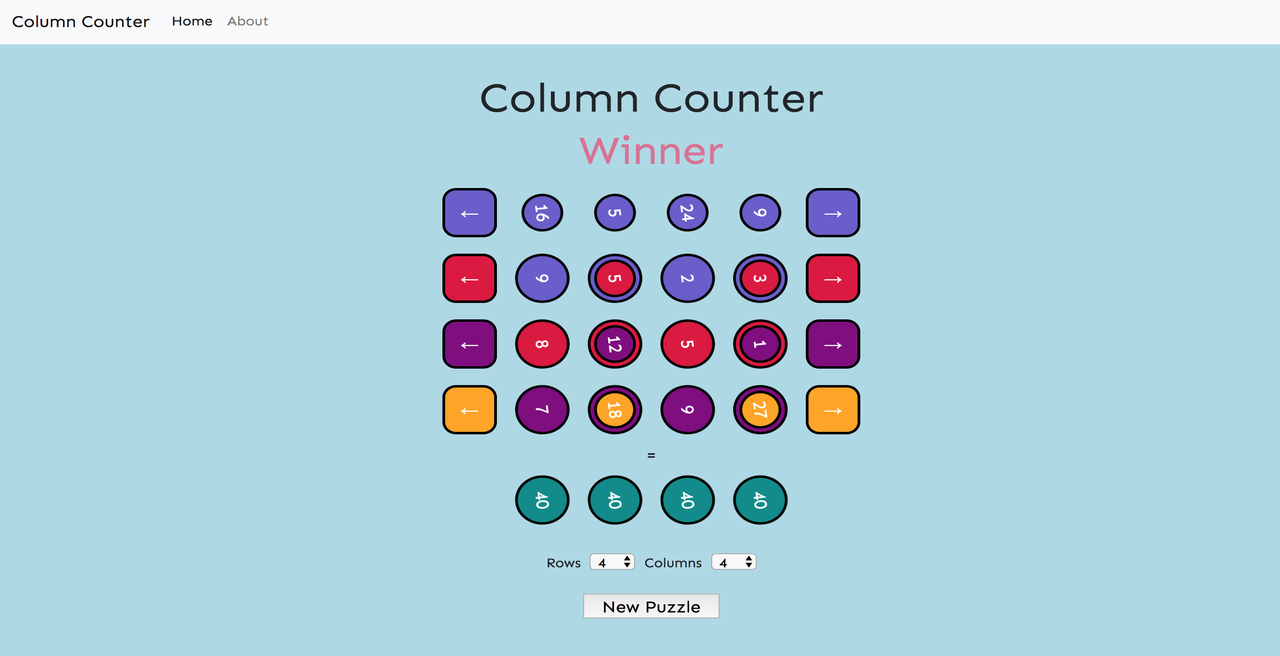 Column Counter Home About
Column Counter
Winner
← 16 5 24 9 →
← 9 5 2 3 →
← 8 12 5 1 →
← 7 18 9 27 →
=
40 40 40 40
Rows 4 Columns 4
New Puzzle